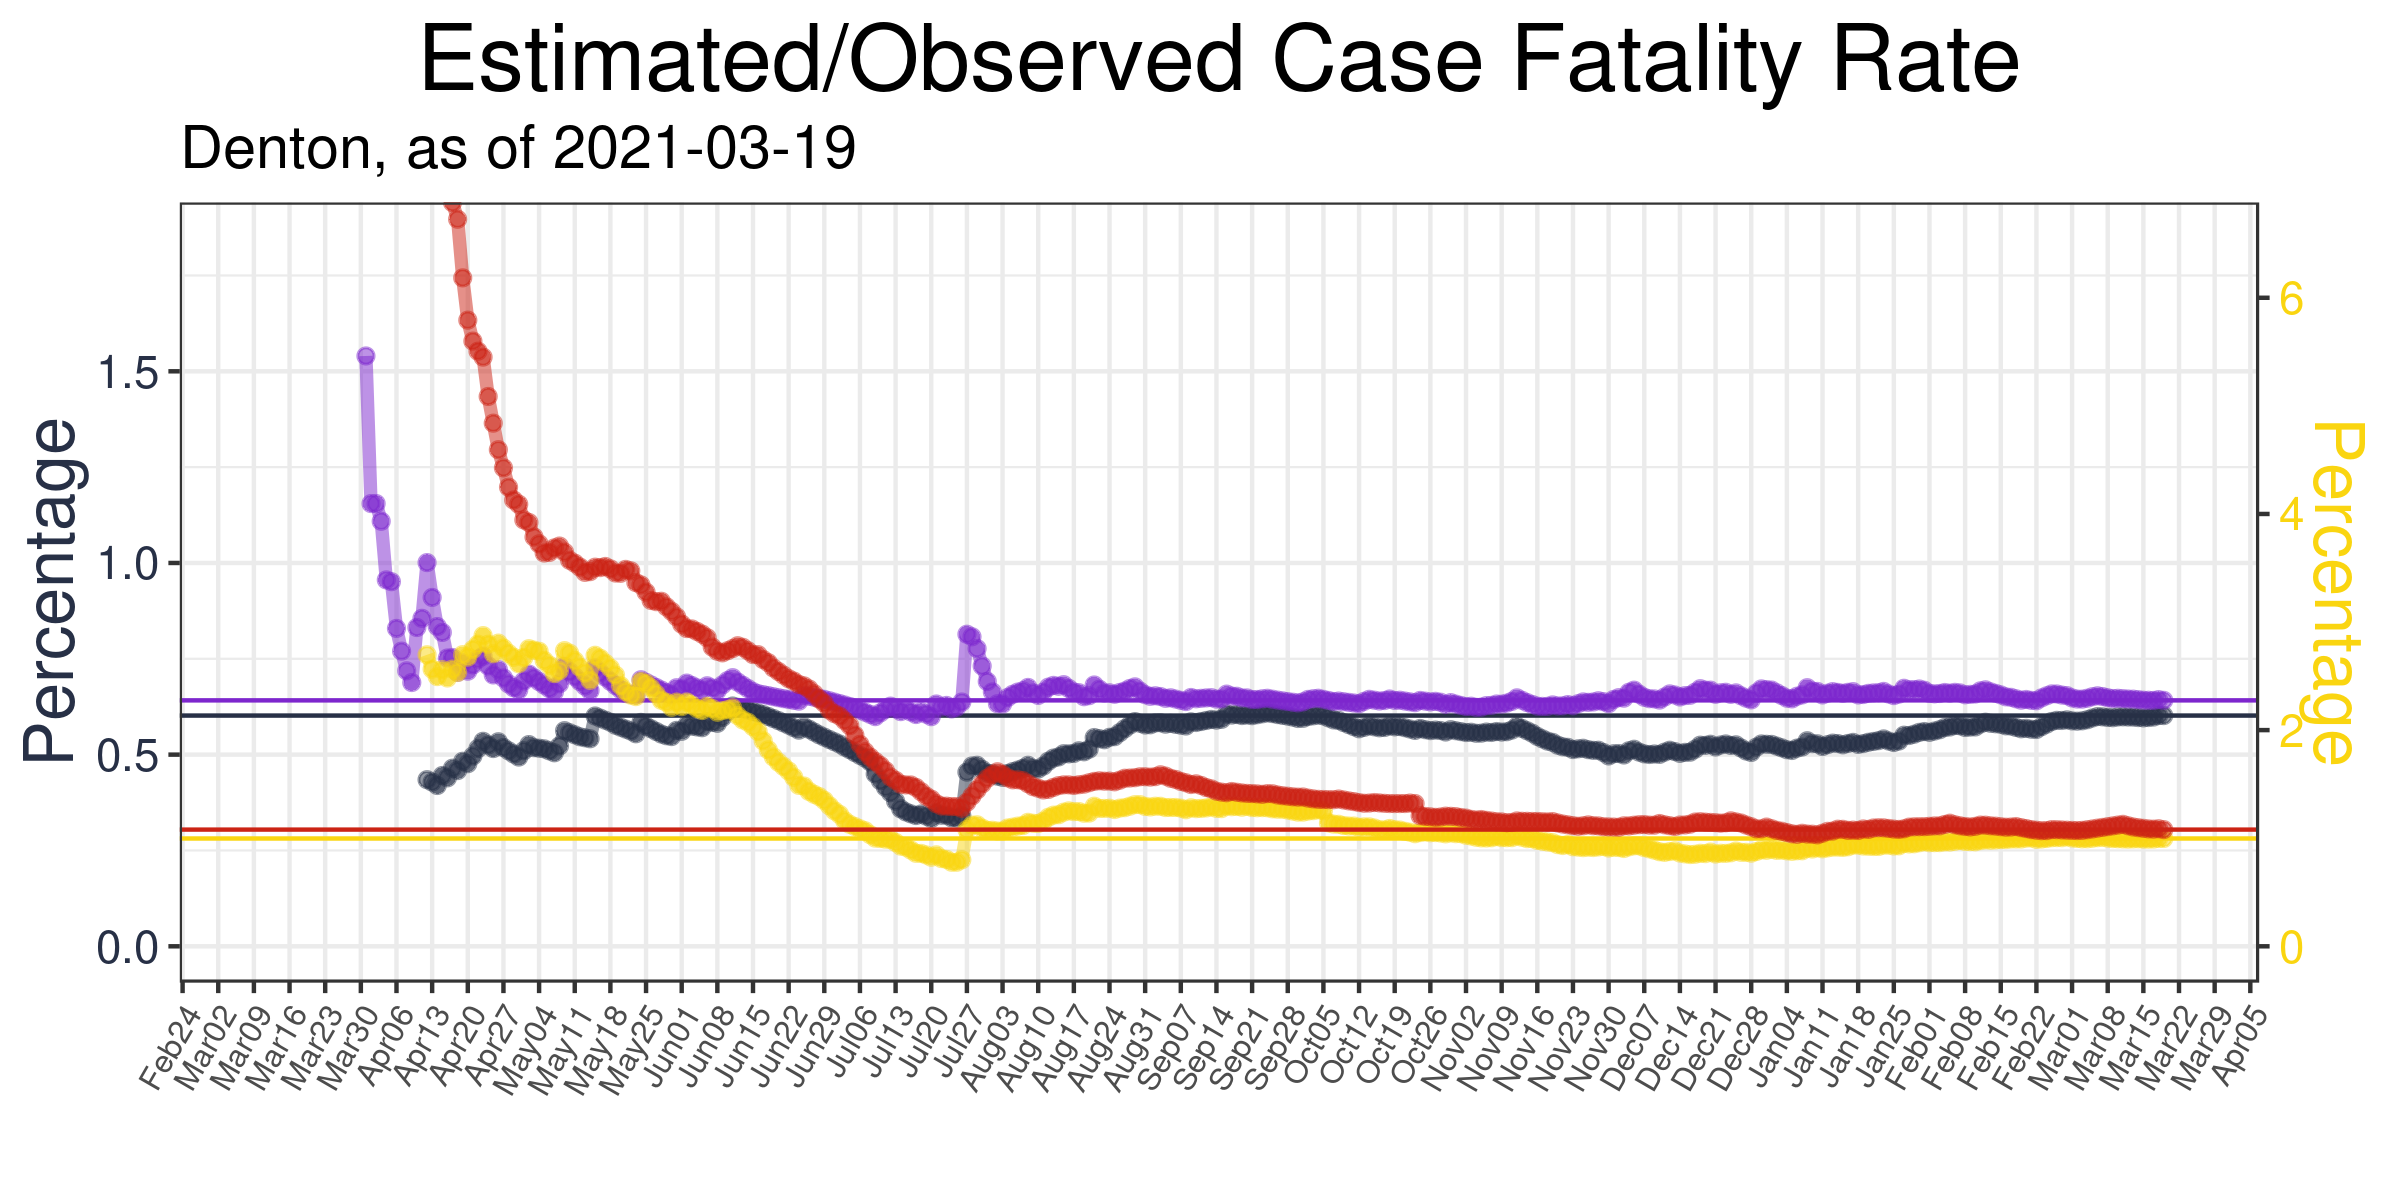 Estimated/Observed Case Fatality Rate
Denton, as of 2021-03-19
Percentage
1.5
1.0
0.5
0.0
6
4
2
0
Percentage
Feb24
Mar02
Mar09
Mar16
Mar23
Mar30
Apr06
Apr13
Apr20
Apr27
May04
May11
May18
May25
Jun01
Jun08
Jun15
Jun22
Jun29
Jul06
Jul13
Jul20
Jul27
Aug03
Aug10
Aug17
Aug24
Aug31
Sep07
Sep14
Sep21
Sep28
Oct05
Oct12
Oct19
Oct26
Nov02
Nov09
Nov16
Nov23
Nov30
Dec07
Dec14
Dec21
Dec28
Jan04
Jan11
Jan18
Jan25
Feb01
Feb08
Feb15
Feb22
Mar01
Mar08
Mar15
Mar22
Mar29
Apr05